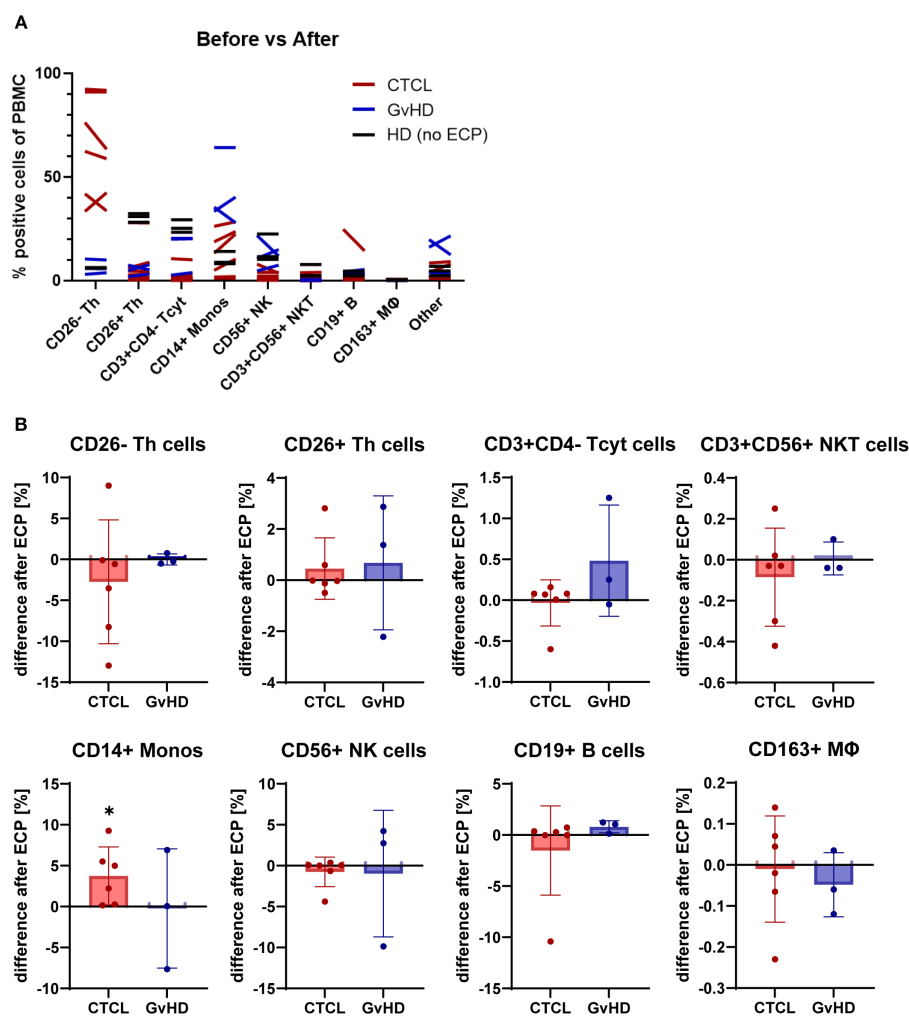 A
Before vs After
% positive cells of PBMC
100
50
0
CTCL
GvHD
HD (no ECP)
CD26- Th
CD26+ Th
CD3+CD4- Tcyt
CD14+ Monos
CD56+ NK
CD3+CD56+ NKT
CD19+ B
CD163+ MΦ
Other
B
CD26- Th cells
difference after ECP [%]
10
5
0
-5
-10
-15
CTCL GvHD
CD26+ Th cells
difference after ECP [%]
4
2
0
-2
-4
CTCL GvHD
CD3+CD4- Tcyt cells
difference after ECP [%]
1.5
1.0
0.5
0.0
-0.5
-1.0
CTCL GvHD
CD3+CD56+ NKT cells
difference after ECP [%]
0.4
0.2
0.0
-0.2
-0.4
-0.6
CTCL GvHD
CD14+ Monos
difference after ECP [%]
15
10
5
0
-5
-10
*
CTCL GvHD
CD56+ NK cells
difference after ECP [%]
10
5
0
-5
-10
-15
CTCL GvHD
CD19+ B cells
difference after ECP [%]
5
0
-5
-10
-15
CTCL GvHD
CD163+ MΦ
difference after ECP [%]
0.2
0.1
0.0
-0.1
-0.2
-0.3
CTCL GvHD